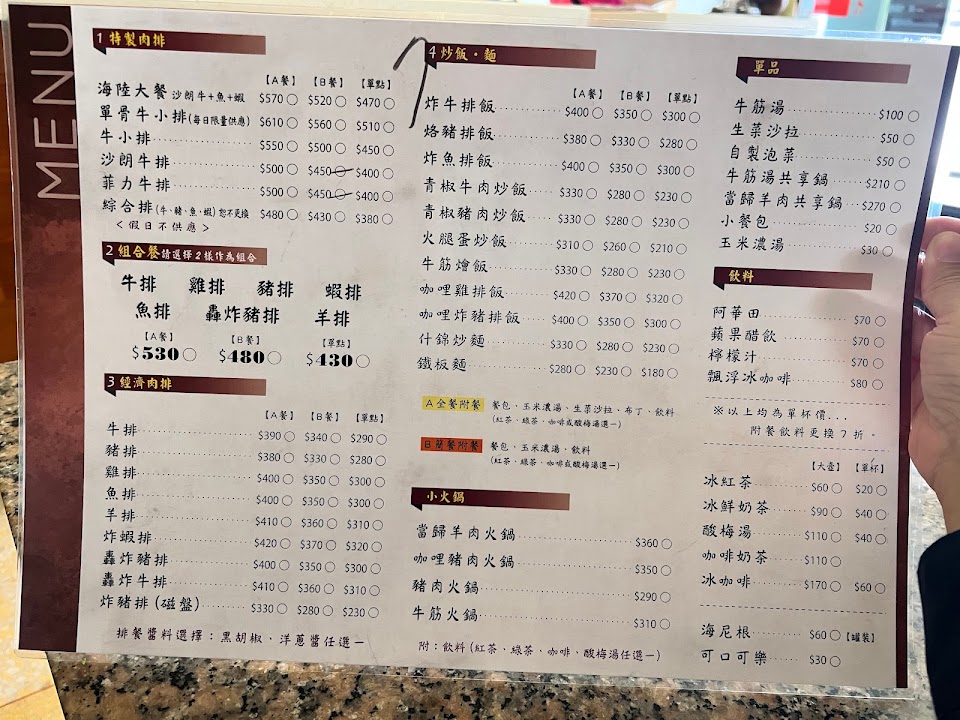 MENU
1 特製肉排
【A餐】 【B餐】 【單點】
海陸大餐 沙朗牛+魚+蝦 $570○ $520○ $470○
單骨牛小排(每日限量供應) $610○ $560○ $510○
牛小排 $550○ $500○ $450○
沙朗牛排 $500○ $450○ $400○
菲力牛排 $500○ $450○ $400○
綜合排(牛、豬、魚、蝦)恕不更換 $480○ $430○ $380○
<假日不供應>
2 組合餐請選擇2樣作為組合
牛排 雞排 豬排 蝦排
魚排 轟炸豬排 羊排
【A餐】 【B餐】 【單點】
$530○ $480○ $430○
3 經濟肉排
【A餐】 【B餐】 【單點】
牛排 $390○ $340○ $290○
豬排 $380○ $330○ $280○
雞排 $400○ $350○ $300○
魚排 $400○ $350○ $300○
羊排 $410○ $360○ $310○
炸蝦排 $420○ $370○ $320○
轟炸豬排 $400○ $350○ $300○
轟炸牛排 $410○ $360○ $310○
炸豬排(磁盤) $330○ $280○ $230○
排餐醬料選擇：黑胡椒、洋蔥醬任選一
4 炒飯·麵
【A餐】 【B餐】 【單點】
炸牛排飯 $400○ $350○ $300○
烙豬排飯 $380○ $330○ $280○
炸魚排飯 $400○ $350○ $300○
青椒牛肉炒飯 $330○ $280○ $230○
青椒豬肉炒飯 $330○ $280○ $230○
火腿蛋炒飯 $310○ $260○ $210○
牛筋燴飯 $330○ $280○ $230○
咖哩雞排飯 $420○ $370○ $320○
咖哩炸豬排飯 $400○ $350○ $300○
什錦炒麵 $330○ $280○ $230○
鐵板麵 $280○ $230○ $180○
A全餐附餐 餐包、玉米濃湯、生菜沙拉、布丁、飲料
(紅茶、綠茶、咖啡或酸梅湯選一)
B簡餐附餐 餐包、玉米濃湯、飲料
(紅茶、綠茶、咖啡或酸梅湯選一)
小火鍋
當歸羊肉火鍋 $360○
咖哩豬肉火鍋 $350○
豬肉火鍋 $290○
牛筋火鍋 $310○
附：飲料(紅茶、綠茶、咖啡、酸梅湯任選一)
單品
牛筋湯 $100○
生菜沙拉 $50○
自製泡菜 $50○
牛筋湯共享鍋 $210○
當歸羊肉共享鍋 $270○
小餐包 $20○
玉米濃湯 $30○
飲料
阿華田 $70○
蘋果醋飲 $70○
檸檬汁 $70○
飄浮冰咖啡 $80○
※以上均為單杯價...
附餐飲料更換7折。
【大壺】 【單杯】
冰紅茶 $60○ $20○
冰鮮奶茶 $90○ $40○
酸梅湯 $110○ $40○
咖啡奶茶 $110○
冰咖啡 $170○ $60○
海尼根 $60○【罐裝】
可口可樂 $30○